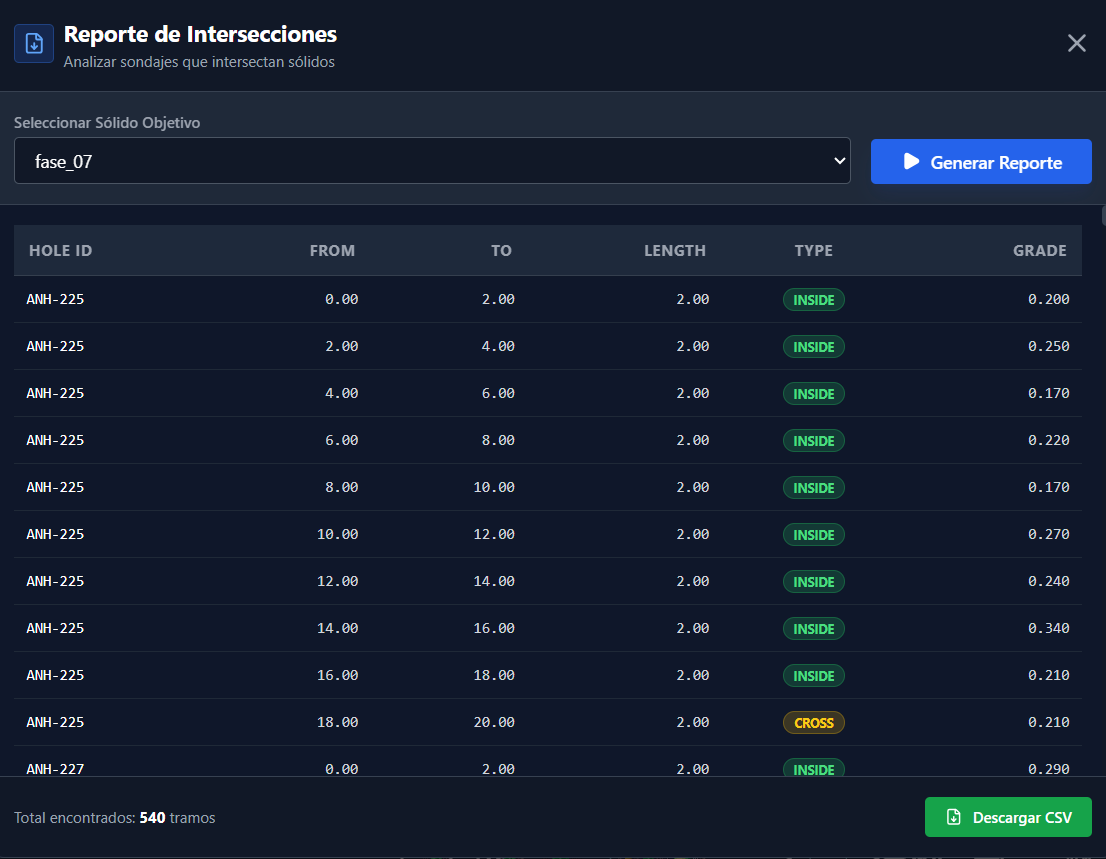 Reporte de Intersecciones
Analizar sondajes que intersectan sólidos
Seleccionar Sólido Objetivo
fase_07
Generar Reporte
HOLE ID FROM TO LENGTH TYPE GRADE
ANH-225 0.00 2.00 2.00 INSIDE 0.200
ANH-225 2.00 4.00 2.00 INSIDE 0.250
ANH-225 4.00 6.00 2.00 INSIDE 0.170
ANH-225 6.00 8.00 2.00 INSIDE 0.220
ANH-225 8.00 10.00 2.00 INSIDE 0.170
ANH-225 10.00 12.00 2.00 INSIDE 0.270
ANH-225 12.00 14.00 2.00 INSIDE 0.240
ANH-225 14.00 16.00 2.00 INSIDE 0.340
ANH-225 16.00 18.00 2.00 INSIDE 0.210
ANH-225 18.00 20.00 2.00 CROSS 0.210
ANH-227 0.00 2.00 2.00 INSIDE 0.290
Total encontrados: 540 tramos
Descargar CSV